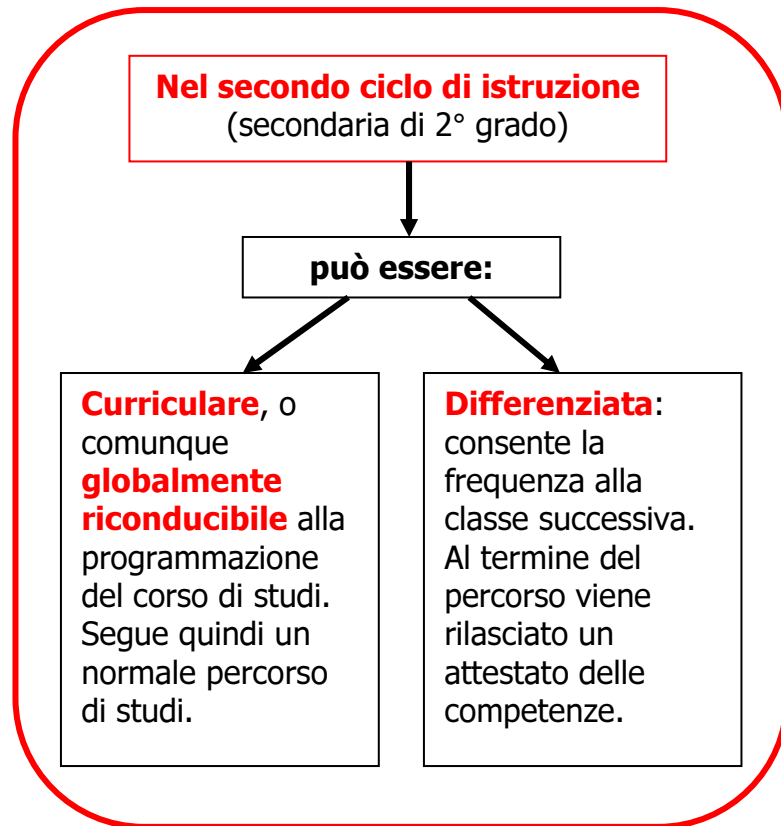 Nel secondo ciclo di istruzione
(secondaria di 2° grado)
può essere:
Curriculare, o
comunque
globalmente
riconducibile alla
programmazione
del corso di studi.
Segue quindi un
normale percorso
di studi.
Differenziata:
consente la
frequenza alla
classe successiva.
Al termine del
percorso viene
rilasciato un
attestato delle
competenze.